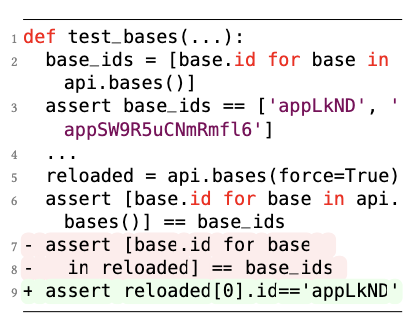 1 def test_bases(...):
2 base_ids = [base.id for base in
api.bases()]
3 assert base_ids == ['appLkND', '
appSW9R5uCNmRmfl6']
4 ...
5 reloaded = api.bases(force=True)
6 assert [base.id for base in api.
bases()] == base_ids
7 - assert [base.id for base
8 - in reloaded] == base_ids
9 + assert reloaded[0].id=='appLkND'